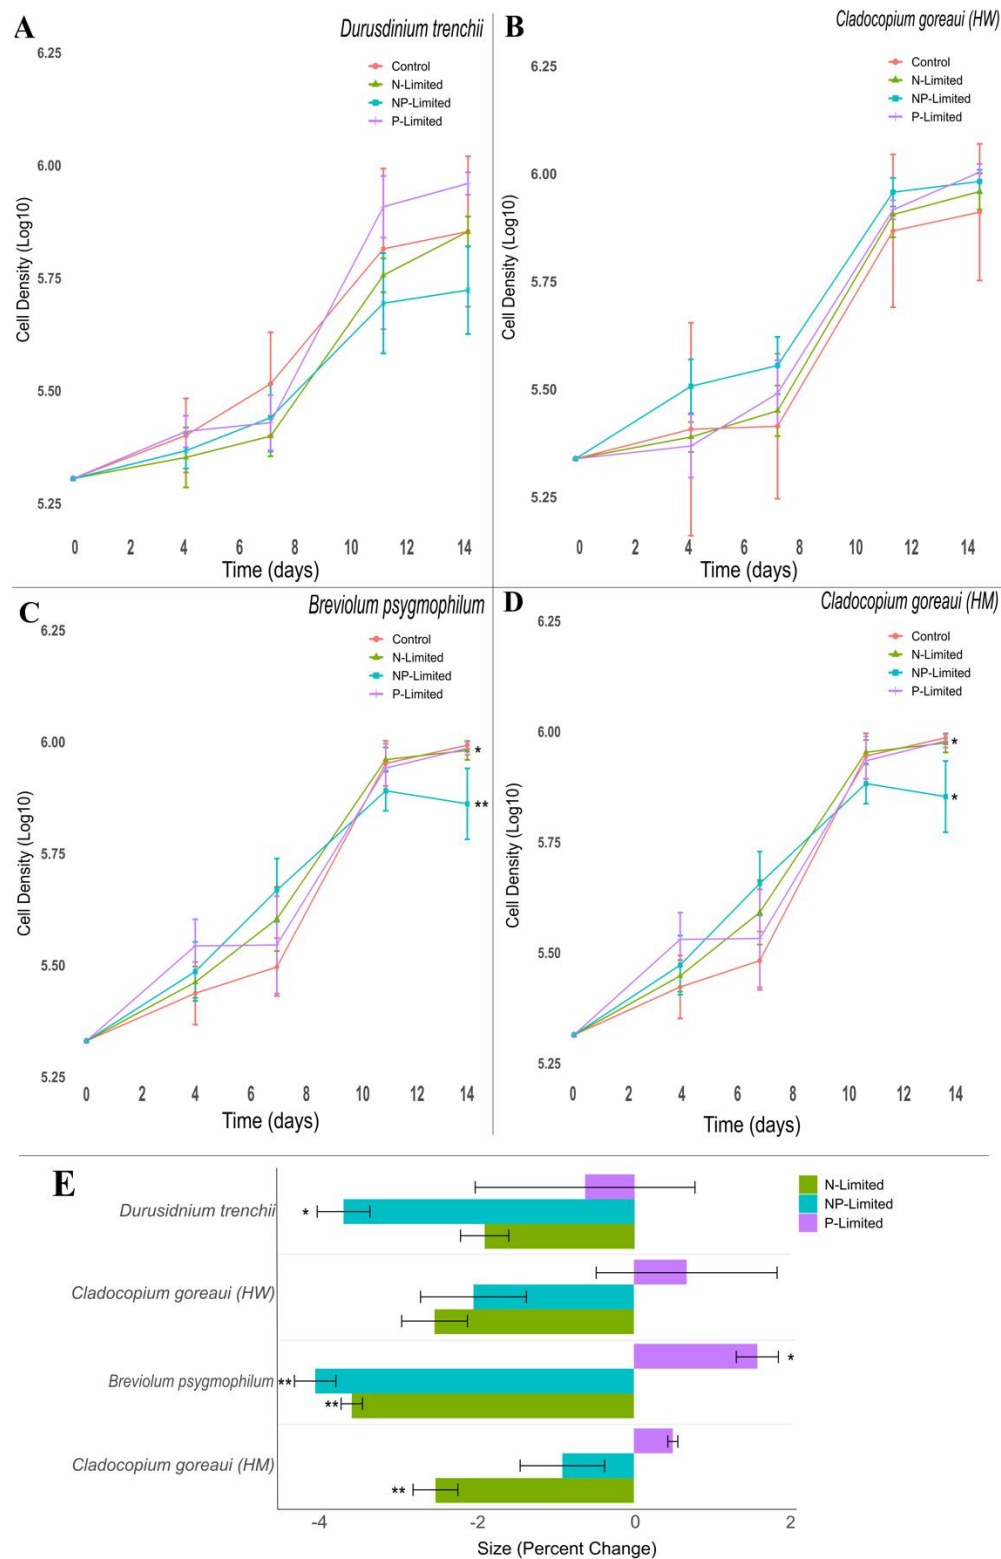 A
Durusdinium trenchii
6.25
6.00
5.75
5.50
5.25
Cell Density (Log10)
Control
N-Limited
NP-Limited
P-Limited
0 2 4 6 8 10 12 14
Time (days)
B
Cladocopium goreaui (HW)
6.25
6.00
5.75
5.50
5.25
Cell Density (Log10)
Control
N-Limited
NP-Limited
P-Limited
0 2 4 6 8 10 12 14
Time (days)
C
Breviolum psygmophilum
6.25
6.00
5.75
5.50
5.25
Cell Density (Log10)
Control
N-Limited
NP-Limited
P-Limited
*
**
0 2 4 6 8 10 12 14
Time (days)
D
Cladocopium goreaui (HM)
6.25
6.00
5.75
5.50
5.25
Cell Density (Log10)
Control
N-Limited
NP-Limited
P-Limited
*
*
0 2 4 6 8 10 12 14
Time (days)
E
N-Limited
NP-Limited
P-Limited
Durusidnium trenchii
*
Cladocopium goreaui (HW)
Breviolum psygmophilum
*
**
**
Cladocopium goreaui (HM)
**
-4 -2 0 2
Size (Percent Change)